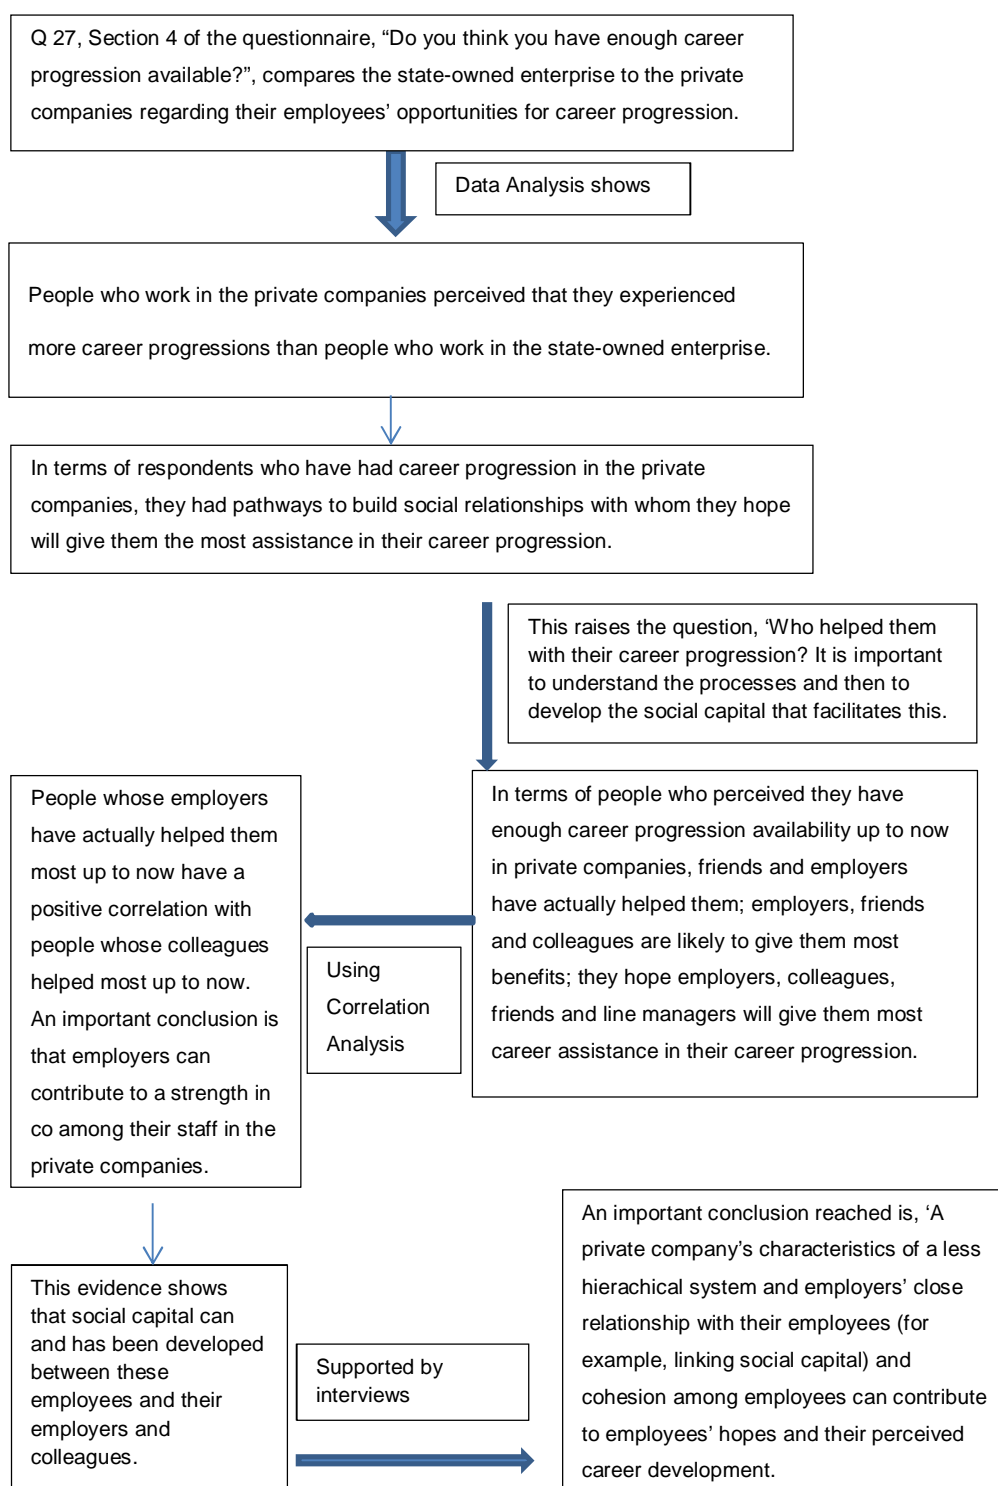 Q 27, Section 4 of the questionnaire, “Do you think you have enough career
progression available?”, compares the state-owned enterprise to the private
companies regarding their employees’ opportunities for career progression.
Data Analysis shows
People who work in the private companies perceived that they experienced
more career progressions than people who work in the state-owned enterprise.
In terms of respondents who have had career progression in the private
companies, they had pathways to build social relationships with whom they hope
will give them the most assistance in their career progression.
This raises the question, ‘Who helped them
with their career progression? It is important
to understand the processes and then to
develop the social capital that facilitates this.
In terms of people who perceived they have
enough career progression availability up to now
in private companies, friends and employers
have actually helped them; employers, friends
and colleagues are likely to give them most
benefits; they hope employers, colleagues,
friends and line managers will give them most
career assistance in their career progression.
Using
Correlation
Analysis
People whose employers
have actually helped them
most up to now have a
positive correlation with
people whose colleagues
helped most up to now.
An important conclusion is
that employers can
contribute to a strength in
co among their staff in the
private companies.
This evidence shows
that social capital can
and has been developed
between these
employees and their
employers and
colleagues.
Supported by
interviews
An important conclusion reached is, ‘A
private company’s characteristics of a less
hierachical system and employers’ close
relationship with their employees (for
example, linking social capital) and
cohesion among employees can contribute
to employees’ hopes and their perceived
career development.